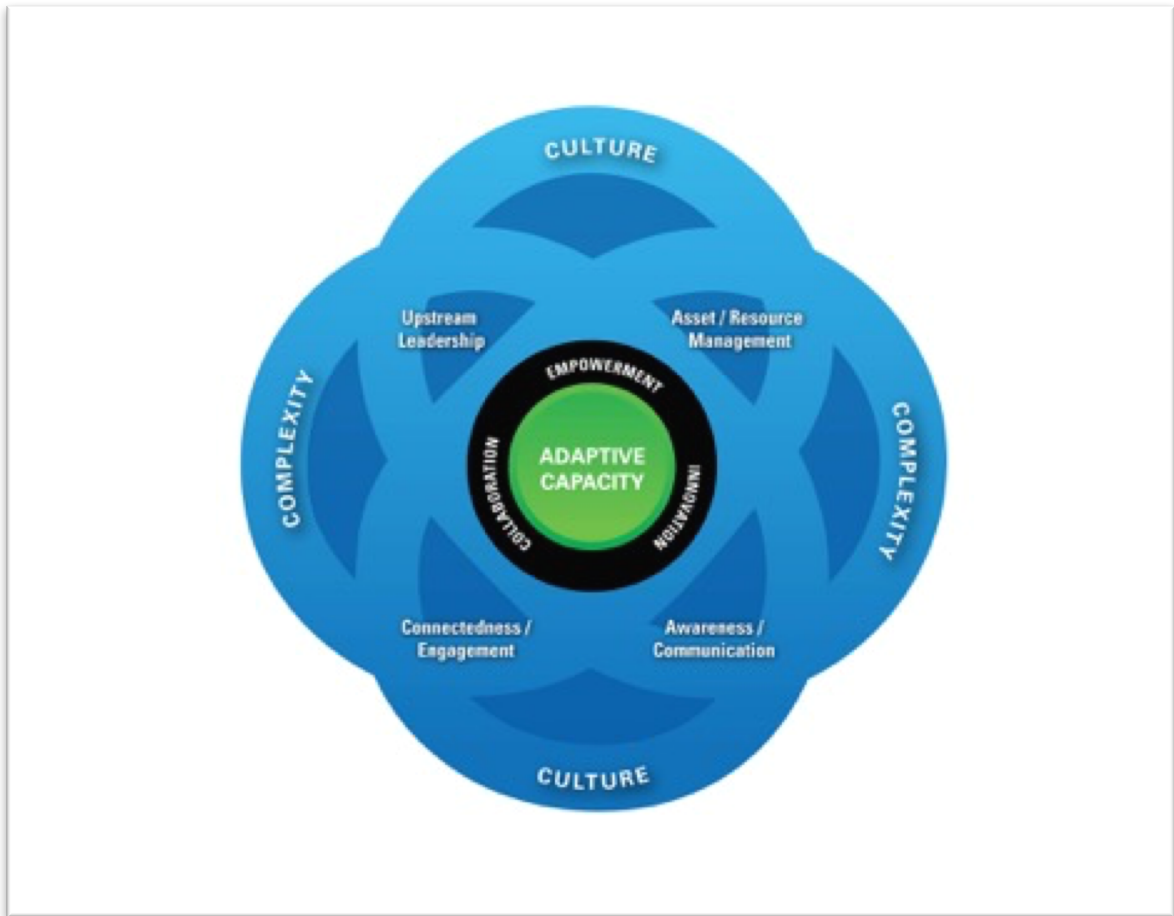 CULTURE
Upstream
Leadership
Asset / Resource
Management
COMPLEXITY
EMPOWERMENT
COLLABORATION
ADAPTIVE
CAPACITY
INNOVATION
COMPLEXITY
Connectedness /
Engagement
Awareness /
Communication
CULTURE